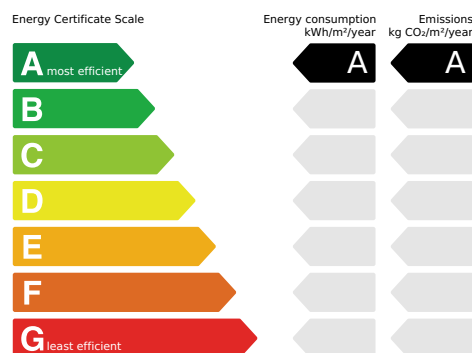 Energy Certificate Scale
Energy consumption
kWh/m²/year
Emissions
kg CO₂/m²/year
A most efficient
A
A
B
C
D
E
F
G least efficient